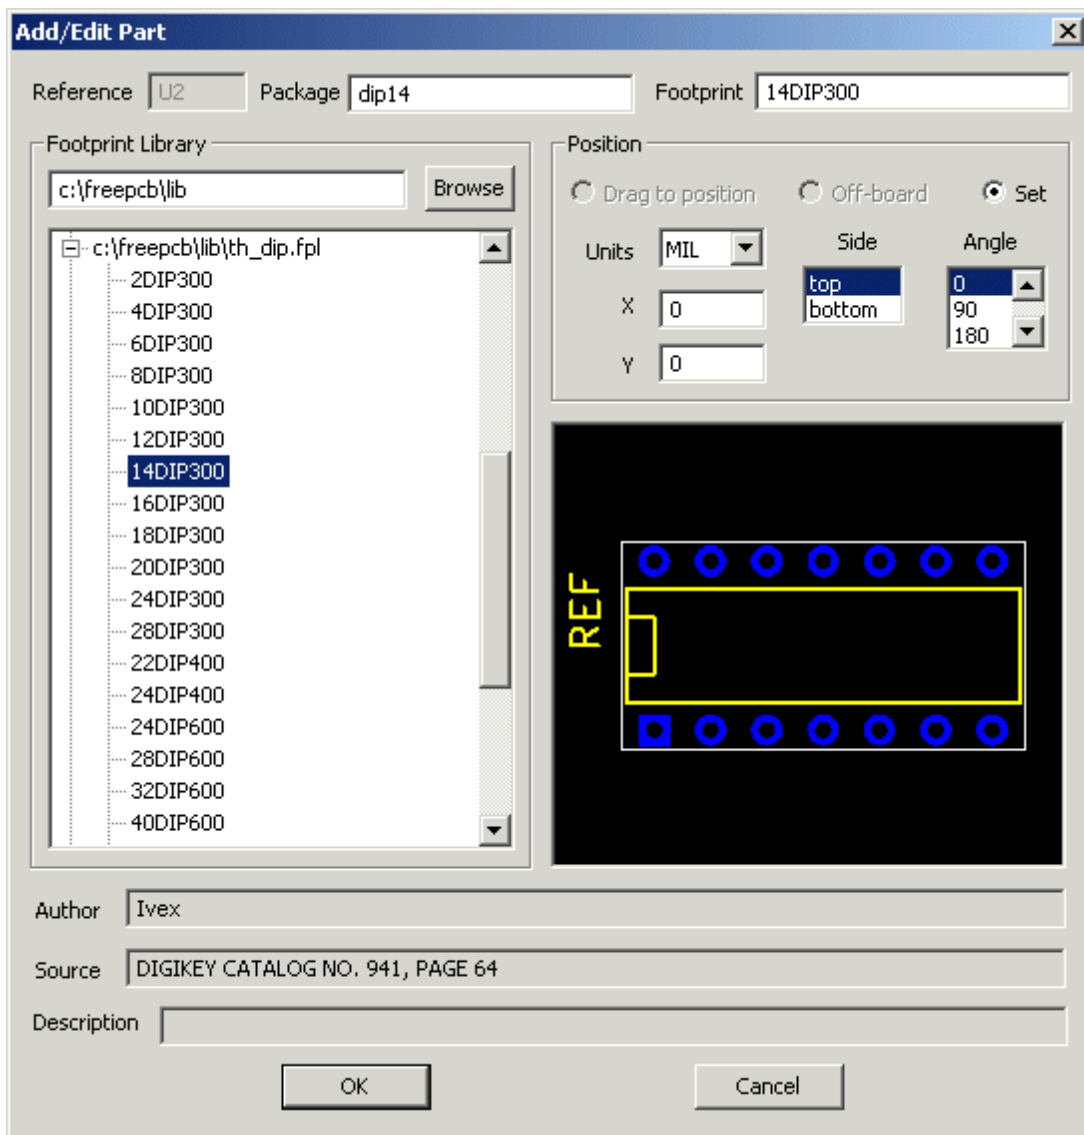 Add/Edit Part
Reference U2 Package dip14 Footprint 14DIP300
Footprint Library
c:\freepcb\lib Browse
c:\freepcb\lib\th_dip.fpl
2DIP300
4DIP300
6DIP300
8DIP300
10DIP300
12DIP300
14DIP300
16DIP300
18DIP300
20DIP300
24DIP300
28DIP300
22DIP400
24DIP400
24DIP600
28DIP600
32DIP600
40DIP600
Position
Drag to position Off-board Set
Units MIL Side Angle
top 0
bottom 90
180
X 0
Y 0
REF
Author Ivex
Source DIGIKEY CATALOG NO. 941, PAGE 64
Description
OK Cancel